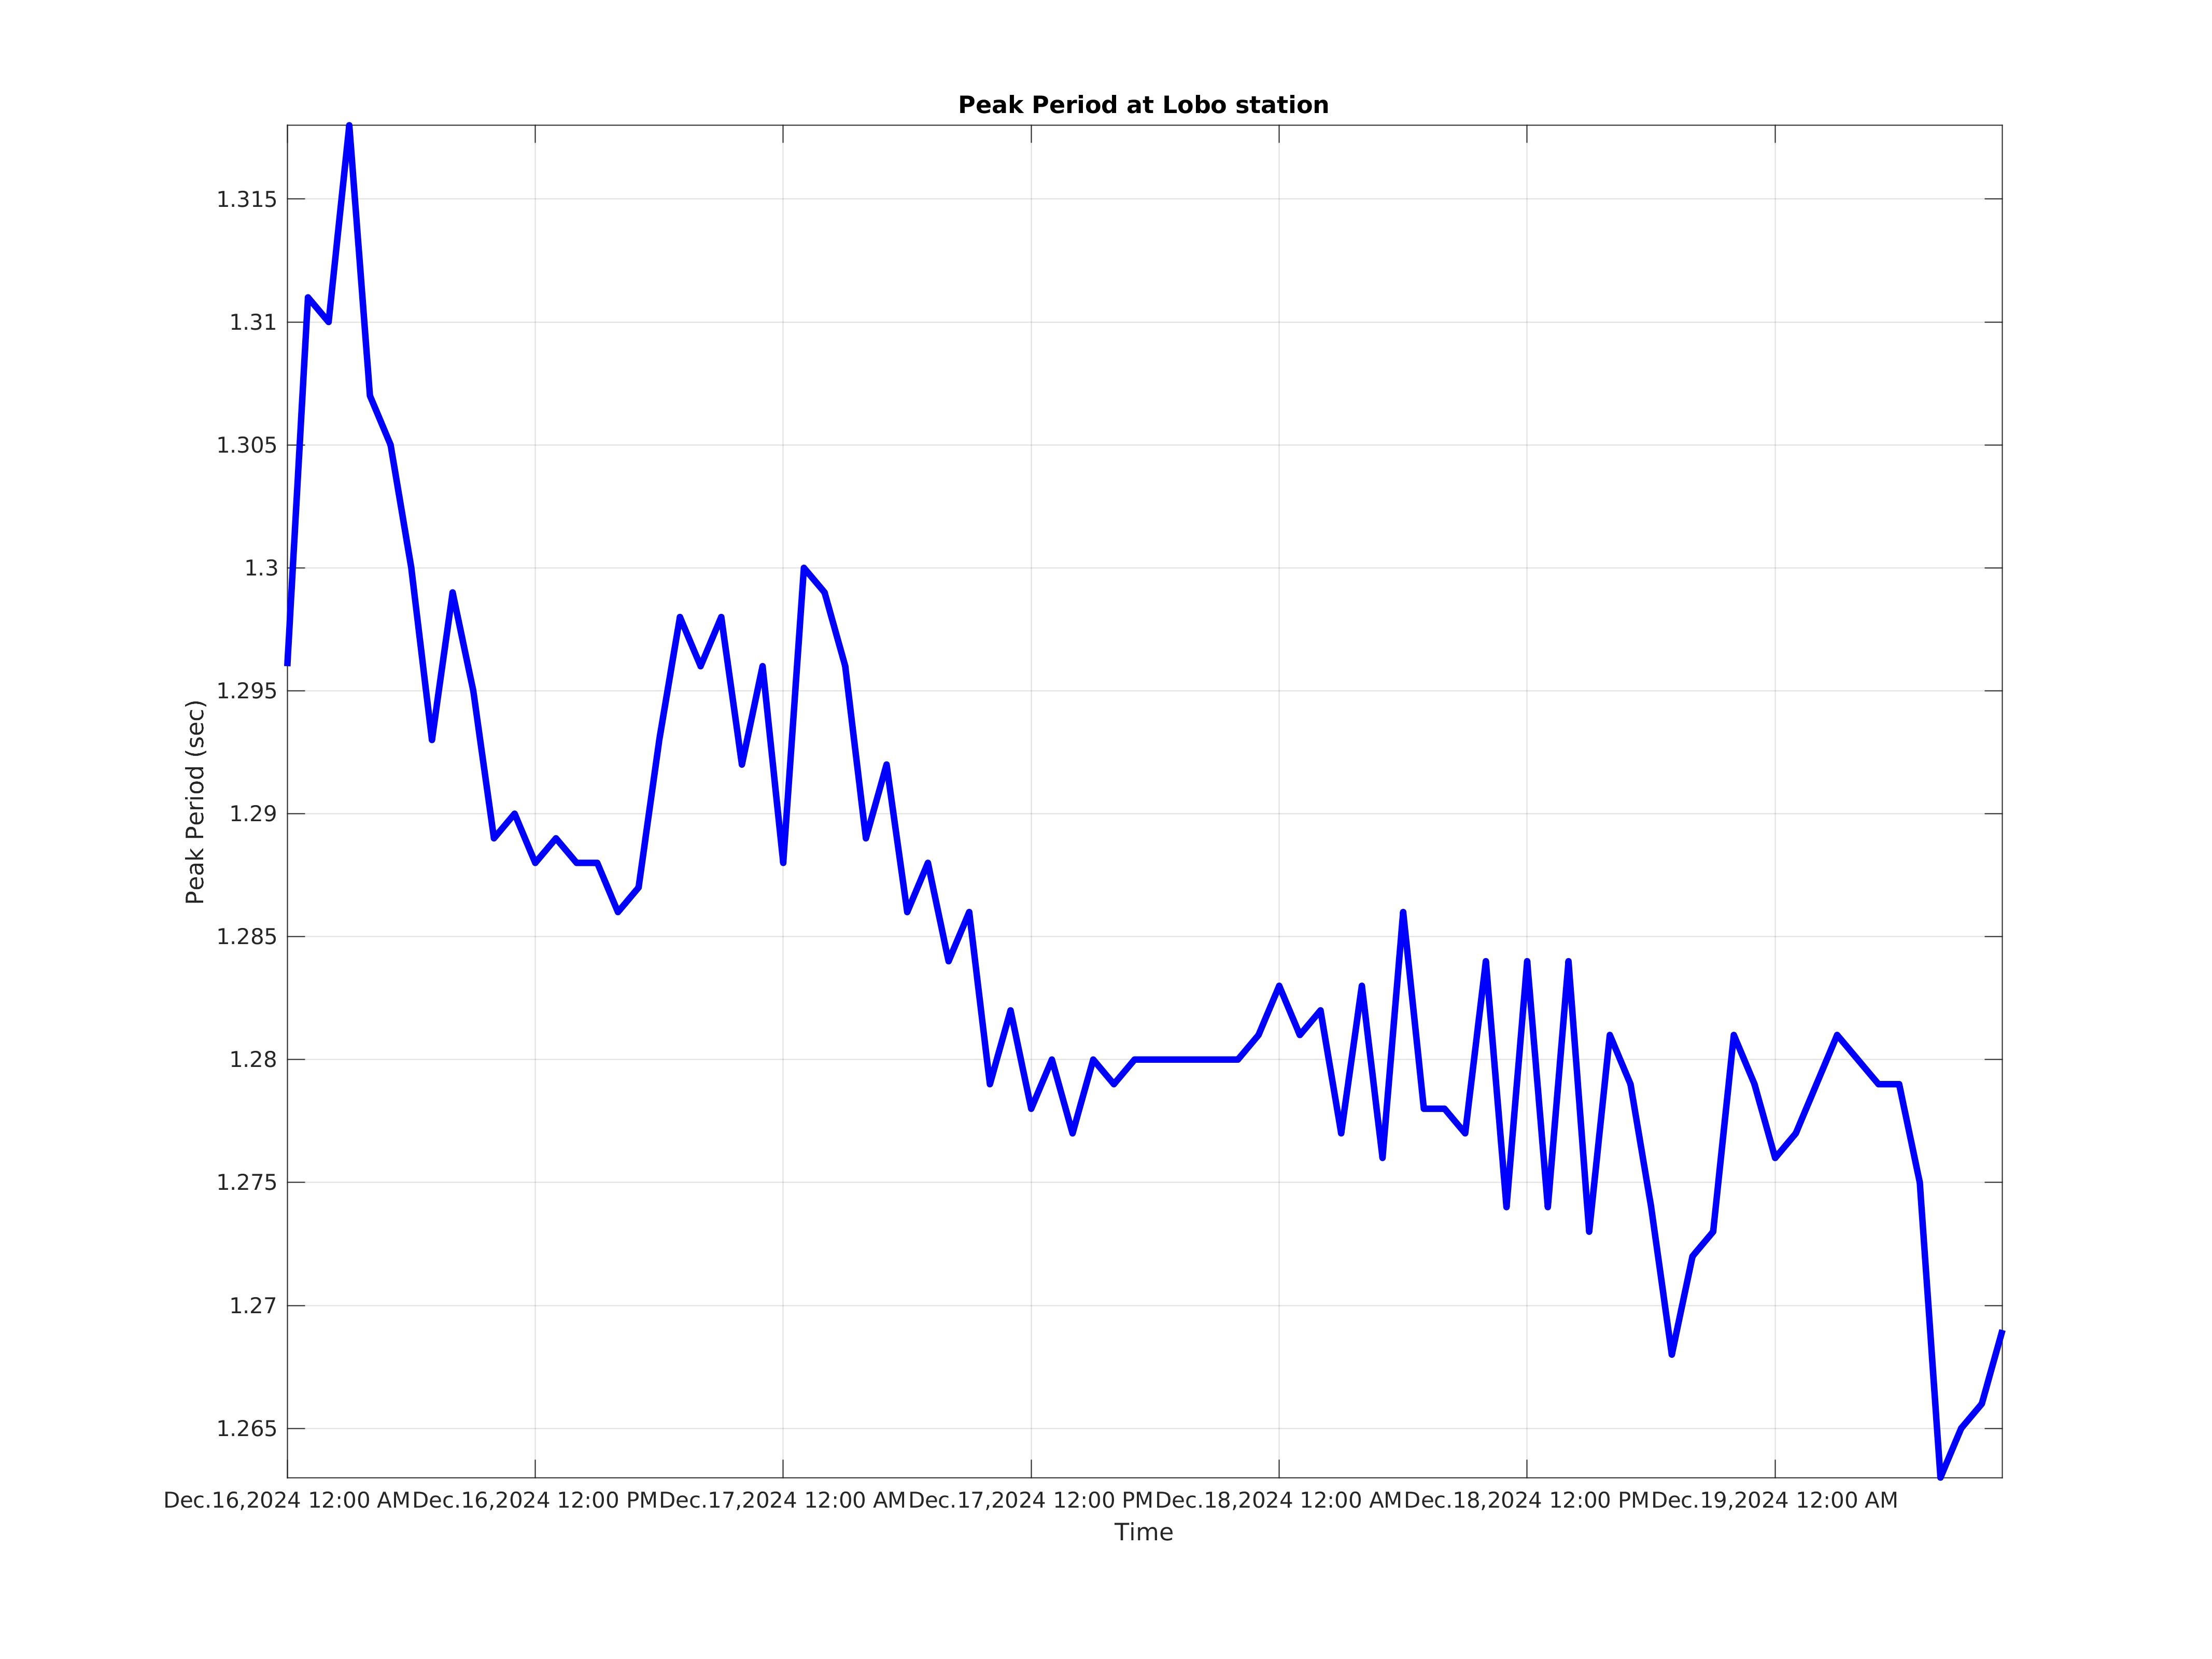 Peak Period at Lobo station
1.315
1.31
1.305
1.3
1.295
1.29
1.285
1.28
1.275
1.27
1.265
Peak Period (sec)
Dec.16,2024 12:00 AM Dec.16,2024 12:00 PM Dec.17,2024 12:00 AM Dec.17,2024 12:00 PM Dec.18,2024 12:00 AM Dec.18,2024 12:00 PM Dec.19,2024 12:00 AM
Time